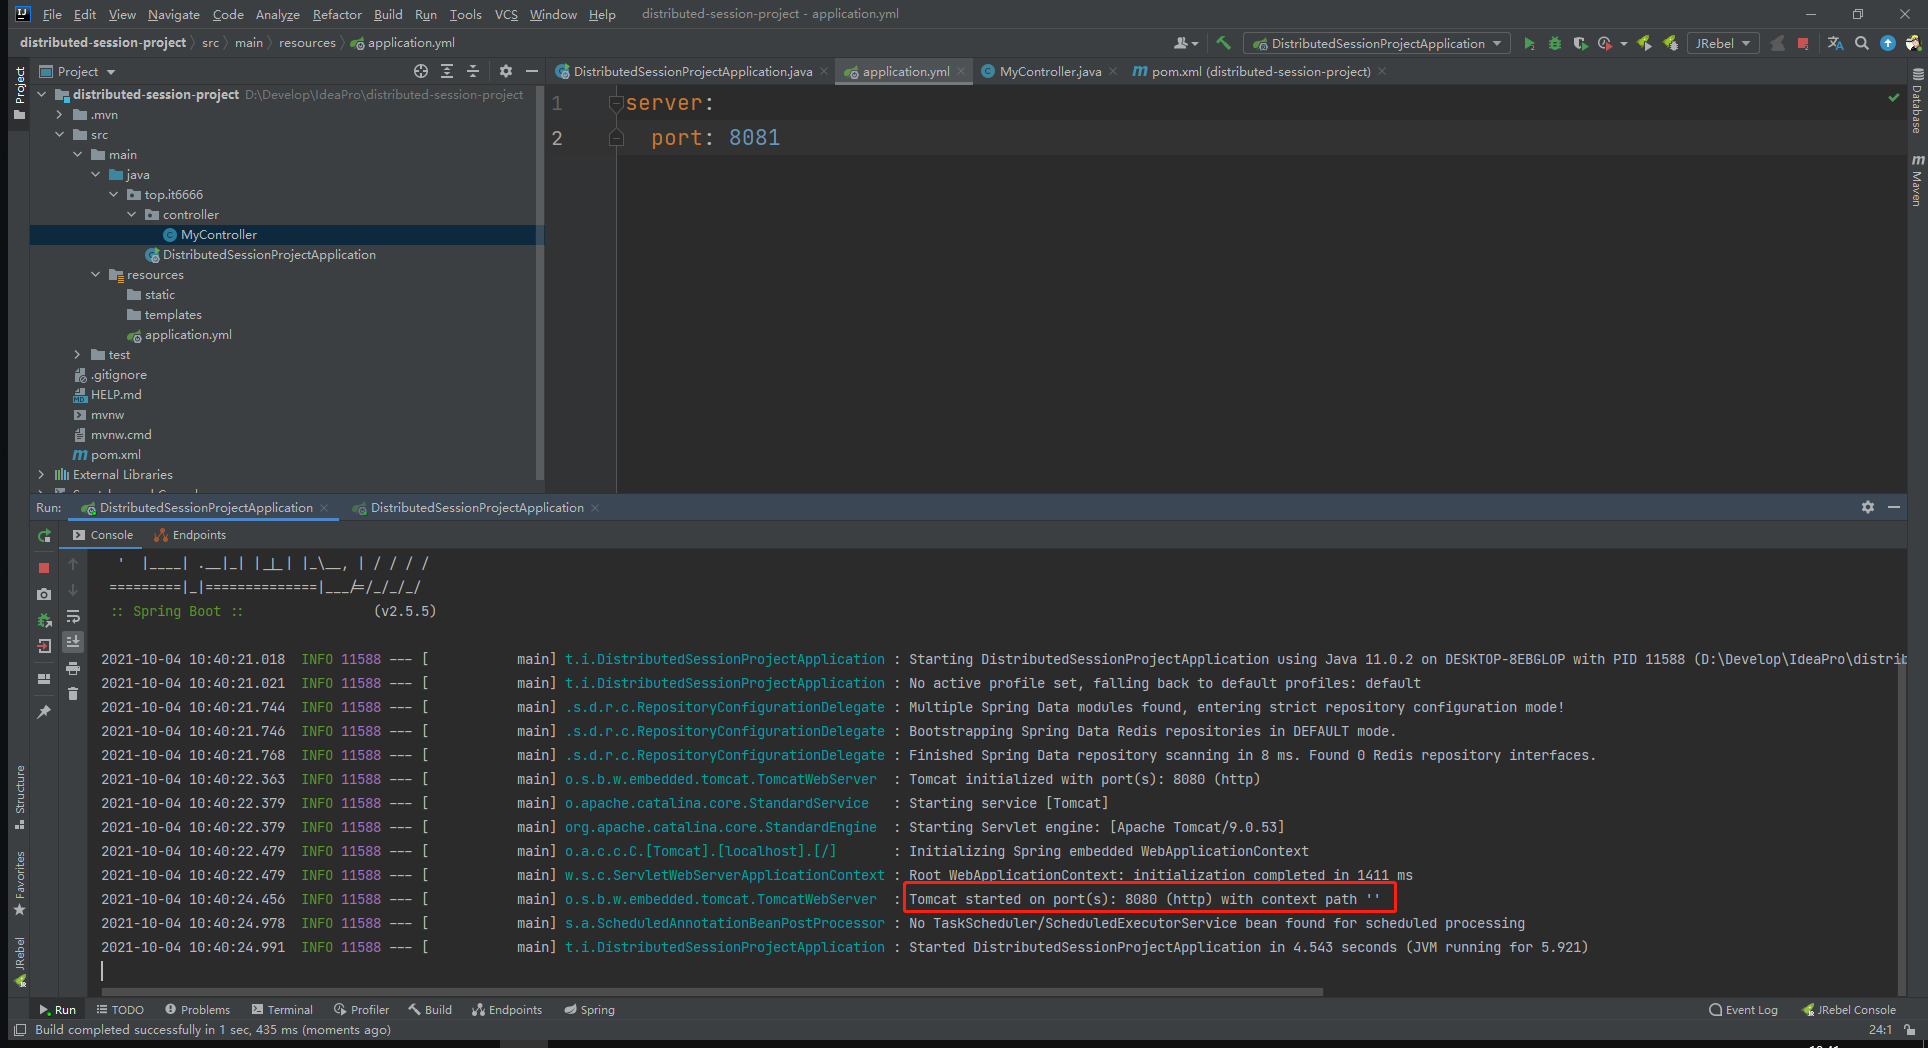 File Edit View Navigate Code Analyze Refactor Build Run Tools VCS Window Help distributed-session-project - application.yml
distributed-session-project src main resources application.yml
DistributedSessionProjectApplication
JRebel
Project
DistributedSessionProjectApplication.java application.yml MyController.java pom.xml (distributed-session-project)
distributed-session-project D:\Develop\IdeaPro\distributed-session-project
.mvn
src
main
java
top.it6666
controller
MyController
DistributedSessionProjectApplication
resources
static
templates
application.yml
test
.gitignore
HELP.md
mvnw
mvnw.cmd
pom.xml
External Libraries
1 server:
2 port: 8081
Project
Structure
Favorites
JRebel
Database
Maven
Run: DistributedSessionProjectApplication DistributedSessionProjectApplication
Console Endpoints
' |____| .__|_| |_|_| |_\__, | / / / /
=========|_|==============|___/=/_/_/_/
:: Spring Boot :: (v2.5.5)
2021-10-04 10:40:21.018 INFO 11588 --- [ main] t.i.DistributedSessionProjectApplication : Starting DistributedSessionProjectApplication using Java 11.0.2 on DESKTOP-8EBGLOP with PID 11588 (D:\Develop\IdeaPro\distrib
2021-10-04 10:40:21.021 INFO 11588 --- [ main] t.i.DistributedSessionProjectApplication : No active profile set, falling back to default profiles: default
2021-10-04 10:40:21.744 INFO 11588 --- [ main] .s.d.r.c.RepositoryConfigurationDelegate : Multiple Spring Data modules found, entering strict repository configuration mode!
2021-10-04 10:40:21.746 INFO 11588 --- [ main] .s.d.r.c.RepositoryConfigurationDelegate : Bootstrapping Spring Data Redis repositories in DEFAULT mode.
2021-10-04 10:40:21.768 INFO 11588 --- [ main] .s.d.r.c.RepositoryConfigurationDelegate : Finished Spring Data repository scanning in 8 ms. Found 0 Redis repository interfaces.
2021-10-04 10:40:22.363 INFO 11588 --- [ main] o.s.b.w.embedded.tomcat.TomcatWebServer : Tomcat initialized with port(s): 8080 (http)
2021-10-04 10:40:22.379 INFO 11588 --- [ main] o.apache.catalina.core.StandardService : Starting service [Tomcat]
2021-10-04 10:40:22.379 INFO 11588 --- [ main] org.apache.catalina.core.StandardEngine : Starting Servlet engine: [Apache Tomcat/9.0.53]
2021-10-04 10:40:22.479 INFO 11588 --- [ main] o.a.c.c.C.[Tomcat].[localhost].[/] : Initializing Spring embedded WebApplicationContext
2021-10-04 10:40:22.479 INFO 11588 --- [ main] w.s.c.ServletWebServerApplicationContext : Root WebApplicationContext: initialization completed in 1411 ms
2021-10-04 10:40:24.456 INFO 11588 --- [ main] o.s.b.w.embedded.tomcat.TomcatWebServer : Tomcat started on port(s): 8080 (http) with context path ''
2021-10-04 10:40:24.978 INFO 11588 --- [ main] s.a.ScheduledAnnotationBeanPostProcessor : No TaskScheduler/ScheduledExecutorService bean found for scheduled processing
2021-10-04 10:40:24.991 INFO 11588 --- [ main] t.i.DistributedSessionProjectApplication : Started DistributedSessionProjectApplication in 4.543 seconds (JVM running for 5.921)
Run TODO Problems Terminal Profiler Build Endpoints Spring Event Log JRebel Console
Build completed successfully in 1 sec, 435 ms (moments ago) 24:1